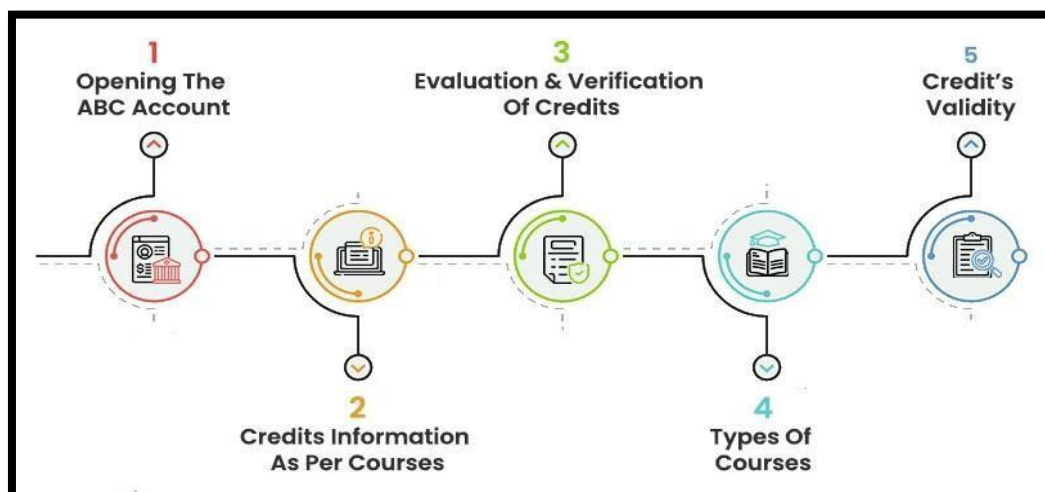 1
Opening The
ABC Account
2
Credits Information
As Per Courses
3
Evaluation & Verification
Of Credits
4
Types Of
Courses
5
Credit's
Validity